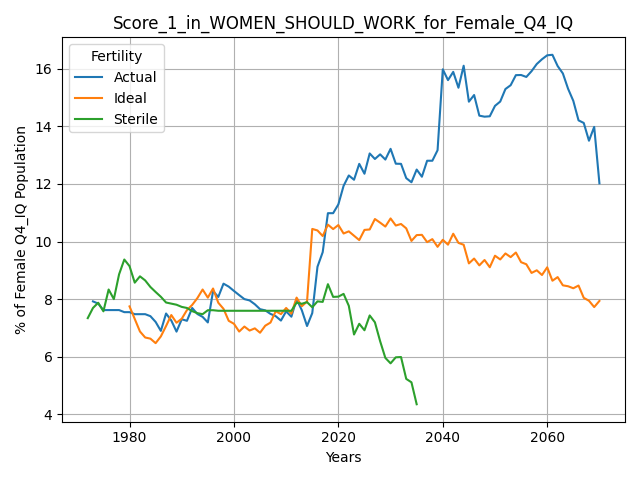 Score_1_in_WOMEN_SHOULD_WORK_for_Female_Q4_IQ
Fertility
Actual
Ideal
Sterile
% of Female Q4_IQ Population
16
14
12
10
8
6
4
1980 2000 2020 2040 2060
Years